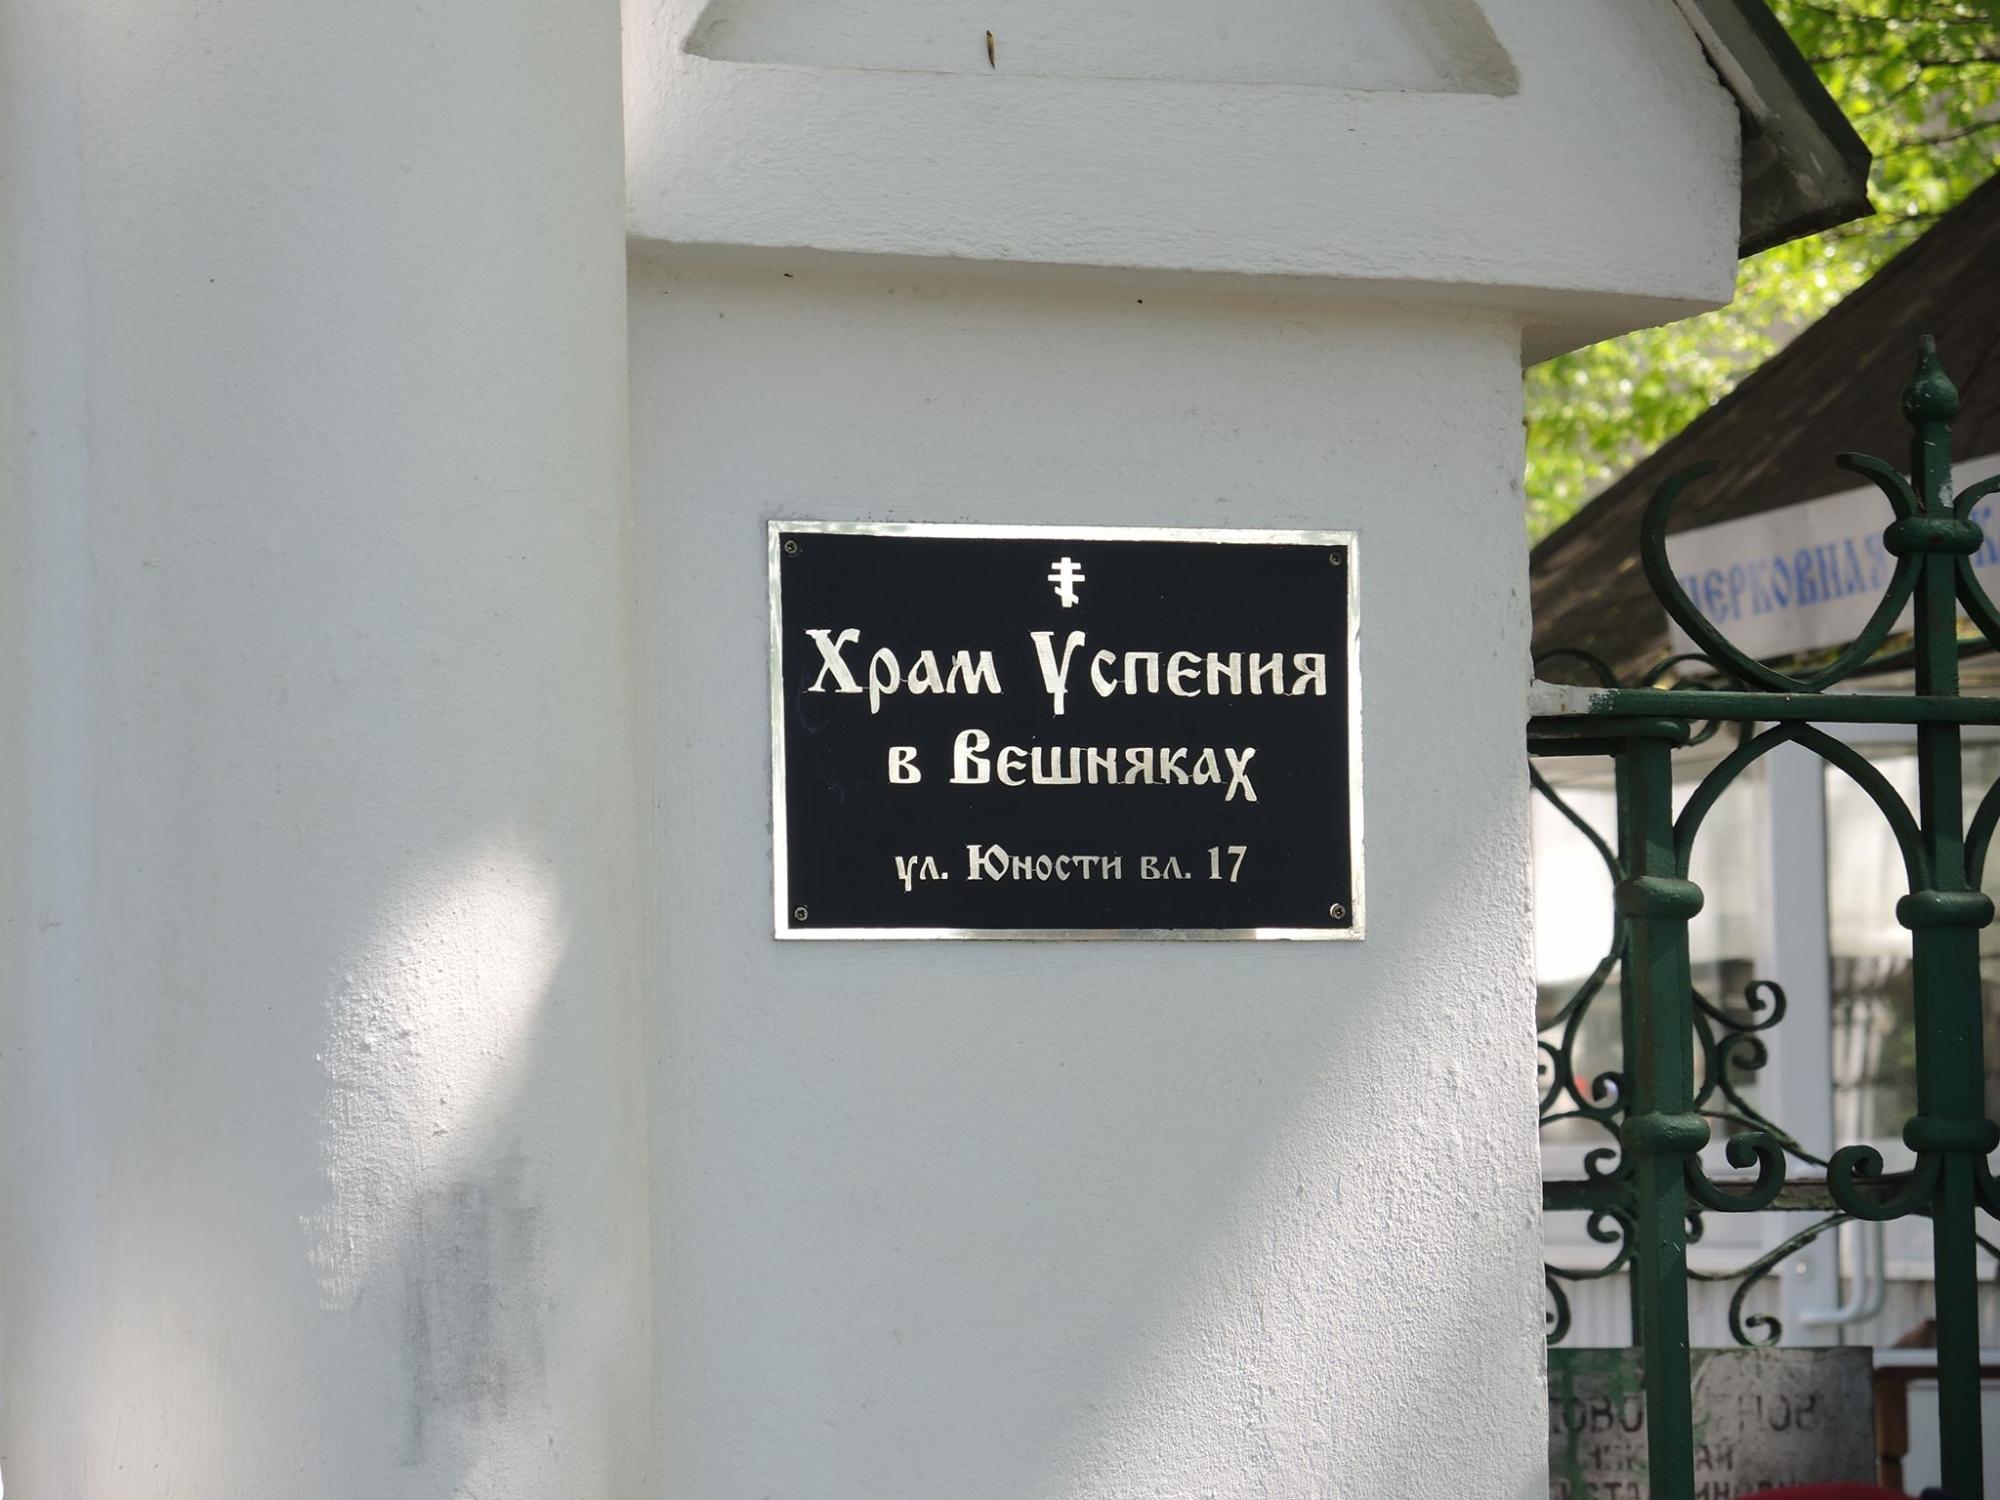 Храм Успения
в Вешняках
ул. Юности вл. 17
ЦЕРКОВНАЯ